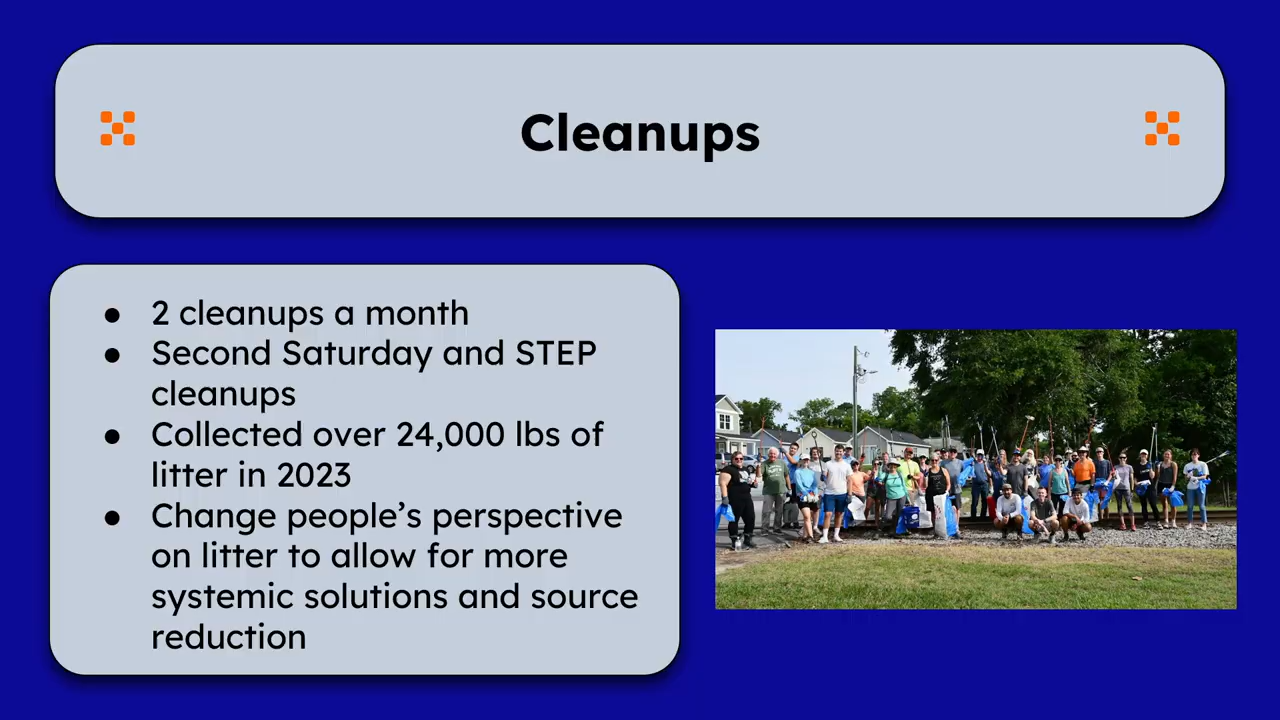 Cleanups
● 2 cleanups a month
● Second Saturday and STEP
cleanups
● Collected over 24,000 lbs of
litter in 2023
● Change people’s perspective
on litter to allow for more
systemic solutions and source
reduction